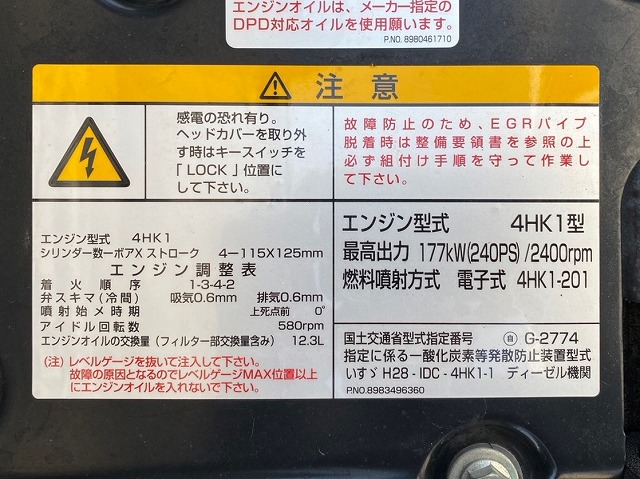 エンジンオイルは、メーカー指定の
DPD対応オイルを使用願います。
P.NO. 8980461710
注意
感電の恐れ有り。
ヘッドカバーを取り外
す時はキースイッチを
「LOCK」位置に
して下さい。
故障防止のため、EGRパイプ
脱着時は整備要領書を参照の上
必ず組付け手順を守って作業し
て下さい。
エンジン型式 4HK1
シリンダー数ーボアX ストローク 4ー115X125mm
エンジン調整表
着火順序 1-3-4-2
弁スキマ(冷間) 吸気0.6mm 排気0.6mm
噴射始メ時期 上死点前 0°
アイドル回転数 580rpm
エンジンオイルの交換量(フィルター部交換量含み) 12.3L
(注)レベルゲージを抜いて注入して下さい。
故障の原因となるのでレベルゲージMAX位置以上
にエンジンオイルを入れないで下さい。
エンジン型式 4HK1型
最高出力 177kW(240PS)/2400rpm
燃料噴射方式 電子式 4HK1-201
国土交通省型式指定番号 自 G-2774
指定に係る一酸化炭素等発散防止装置型式
いすゞ H28-IDC-4HK1-1 ディーゼル機関
P.NO.8983496360